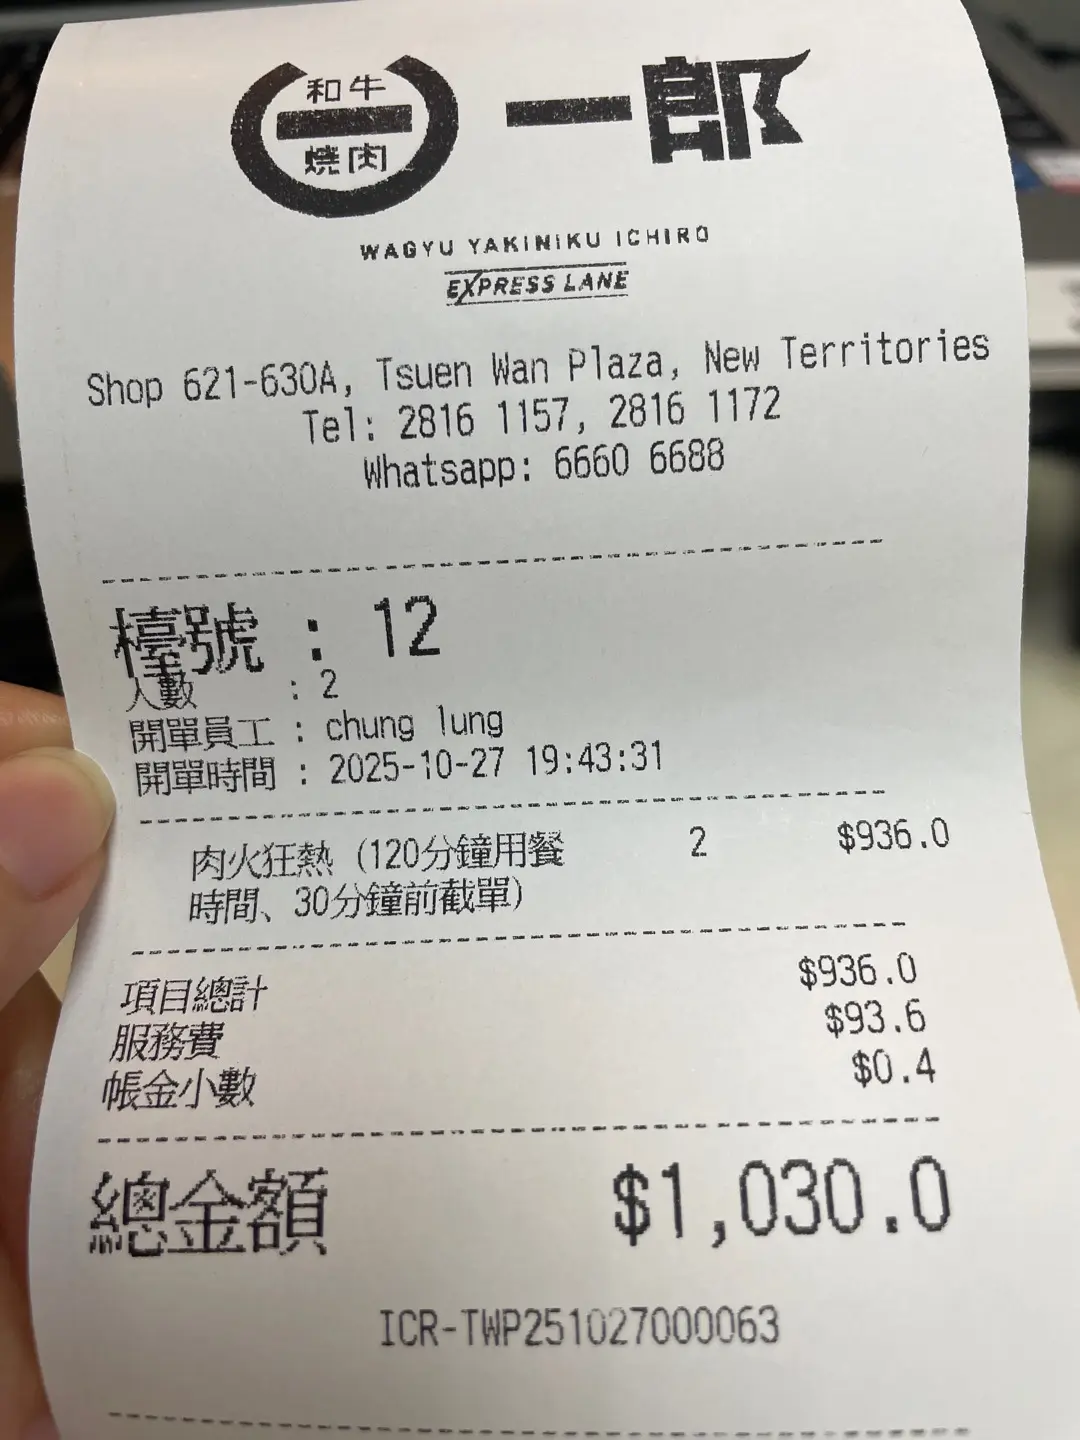 和牛
一
燒肉
一郎
WAGYU YAKINIKU ICHIRO
EXPRESS LANE
Shop 621-630A, Tsuen Wan Plaza, New Territories
Tel: 2816 1157, 2816 1172
Whatsapp: 6660 6688
檯號 : 12
人數 : 2
開單員工 : chung lung
開單時間 : 2025-10-27 19:43:31
肉火狂熱 (120分鐘用餐 2 $936.0
時間、30分鐘前截單)
項目總計 $936.0
服務費 $93.6
帳金小數 $0.4
總金額 $1,030.0
ICR-TWP251027000063